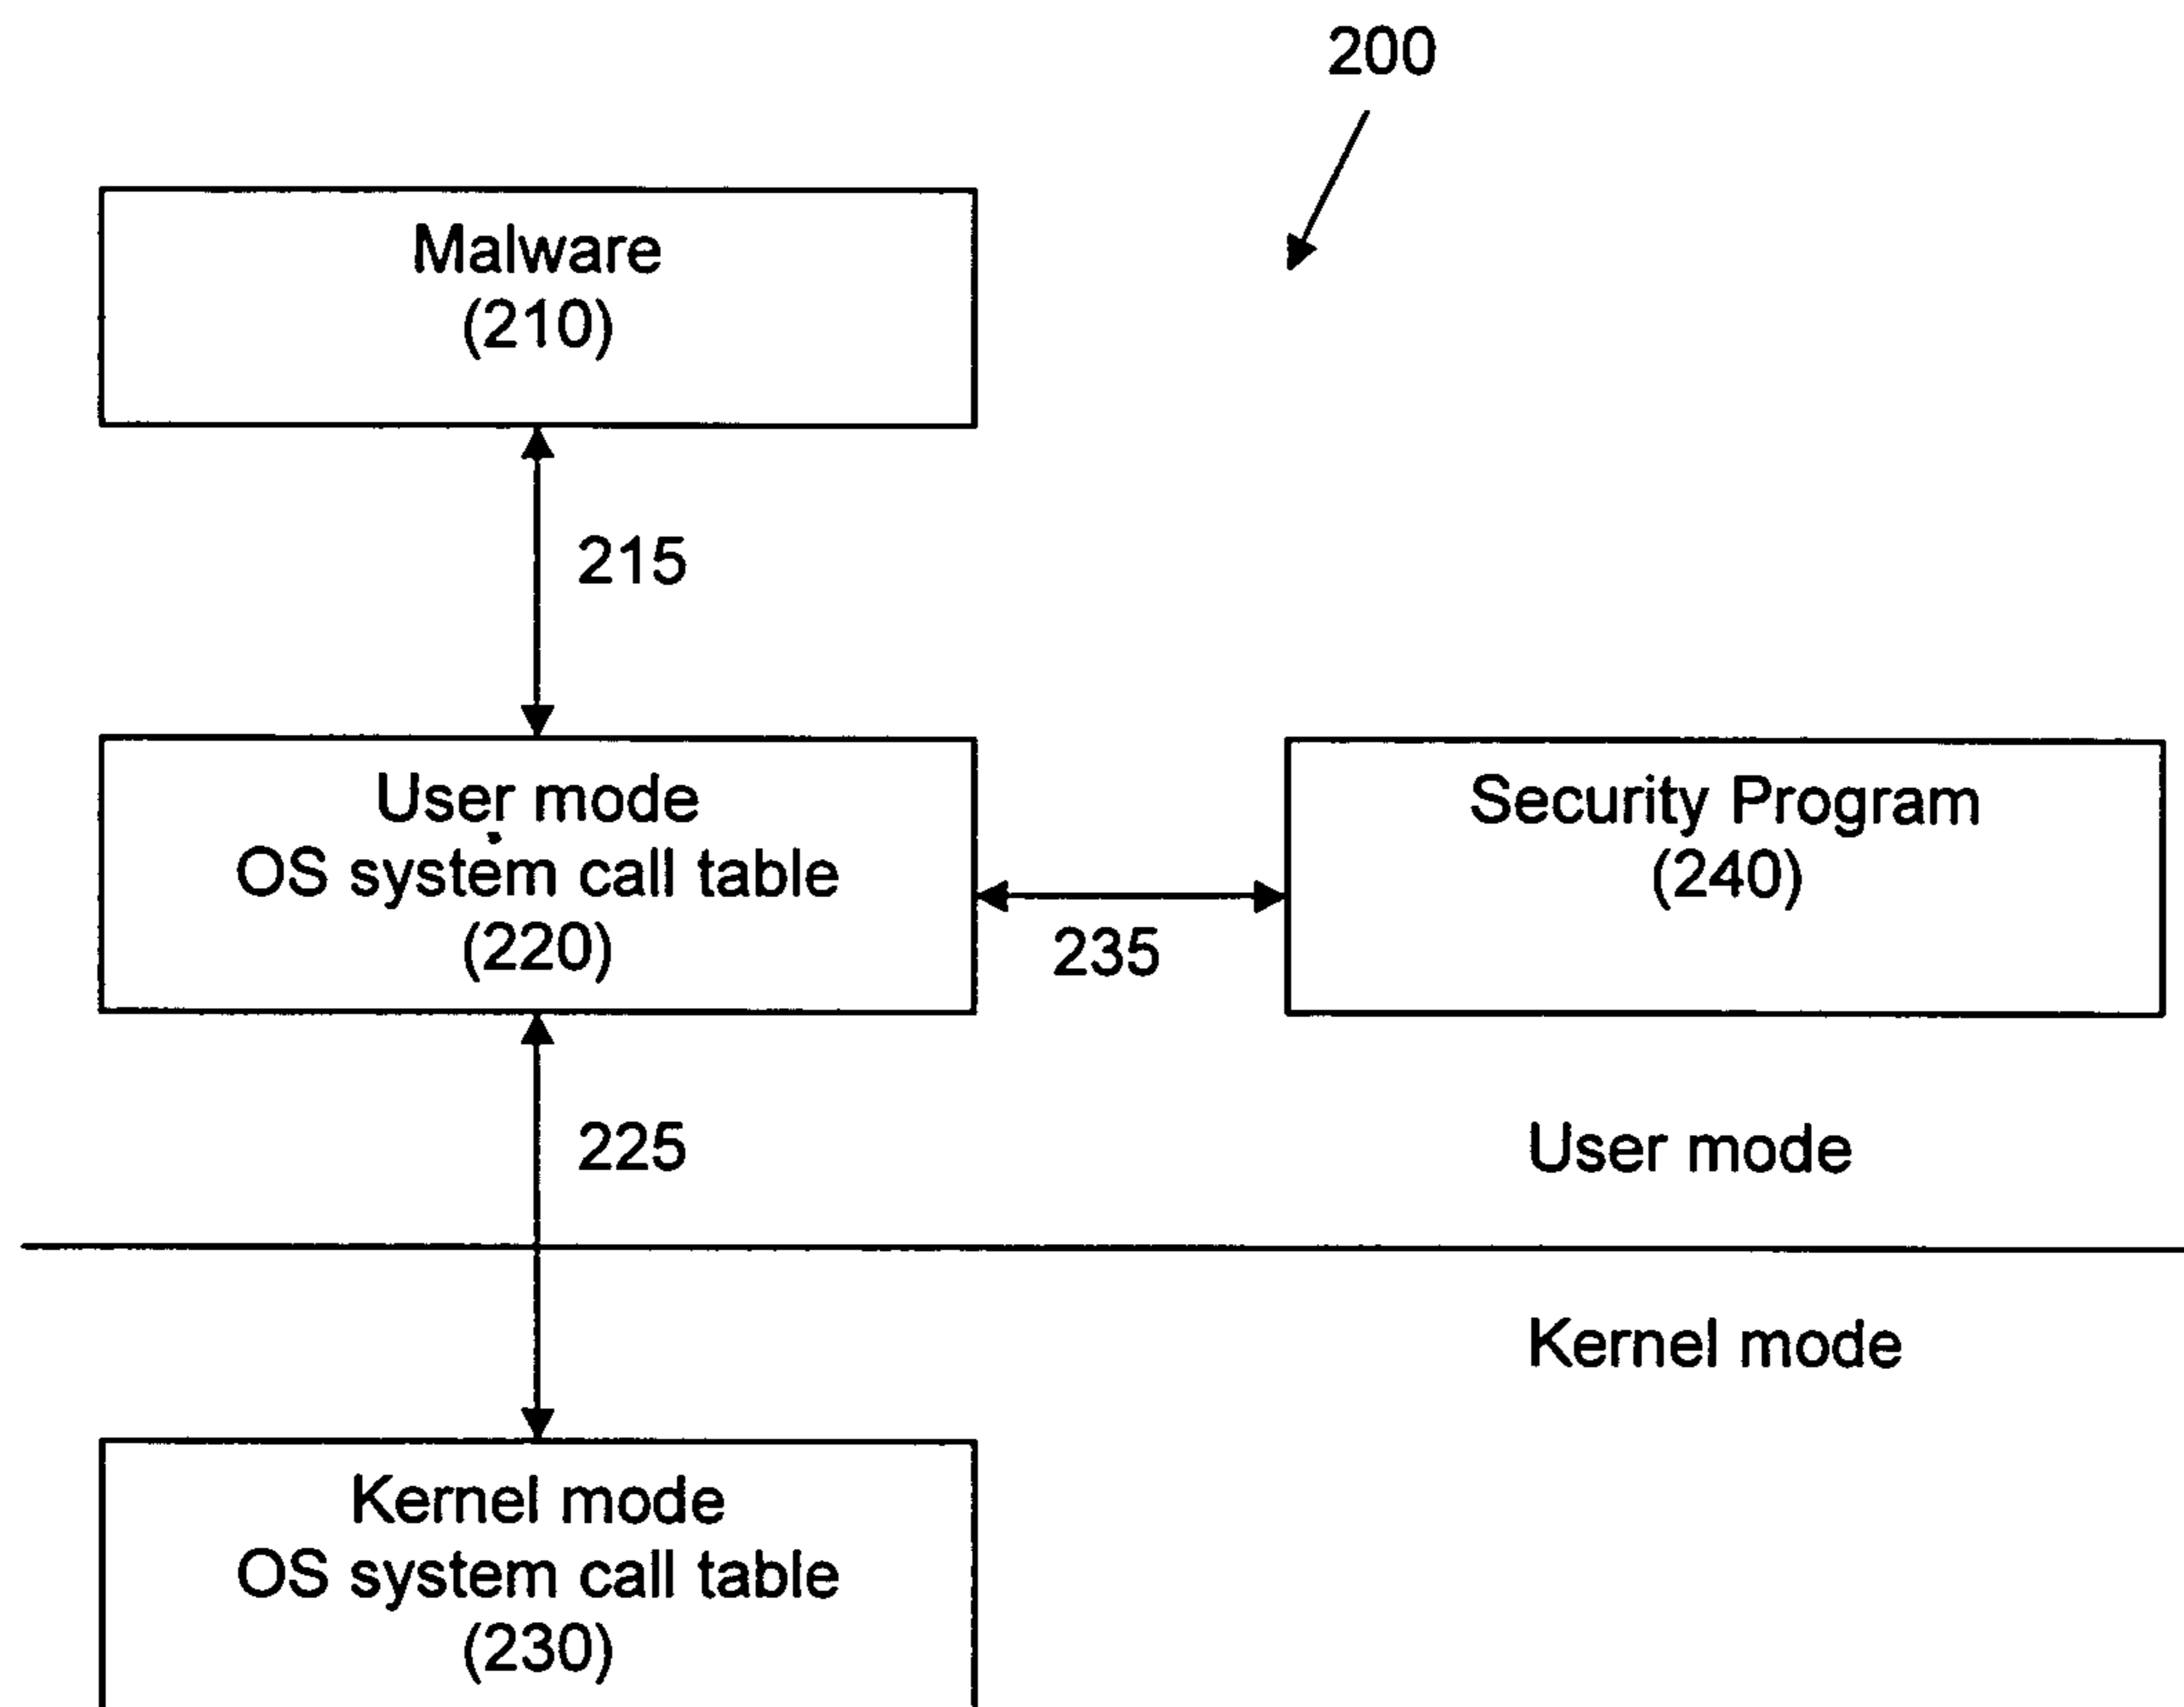 200
Malware
(210)
215
User mode
OS system call table
(220)
Security Program
(240)
235
225
User mode
Kernel mode
Kernel mode
OS system call table
(230)